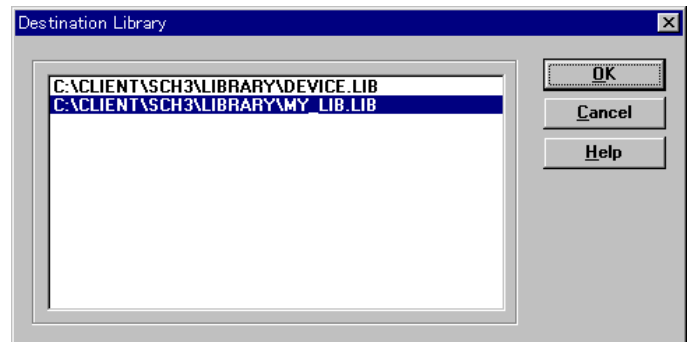 Destination Library
C:\CLIENT\SCH3\LIBRARY\DEVICE.LIB
C:\CLIENT\SCH3\LIBRARY\MY_LIB.LIB
OK
Cancel
Help